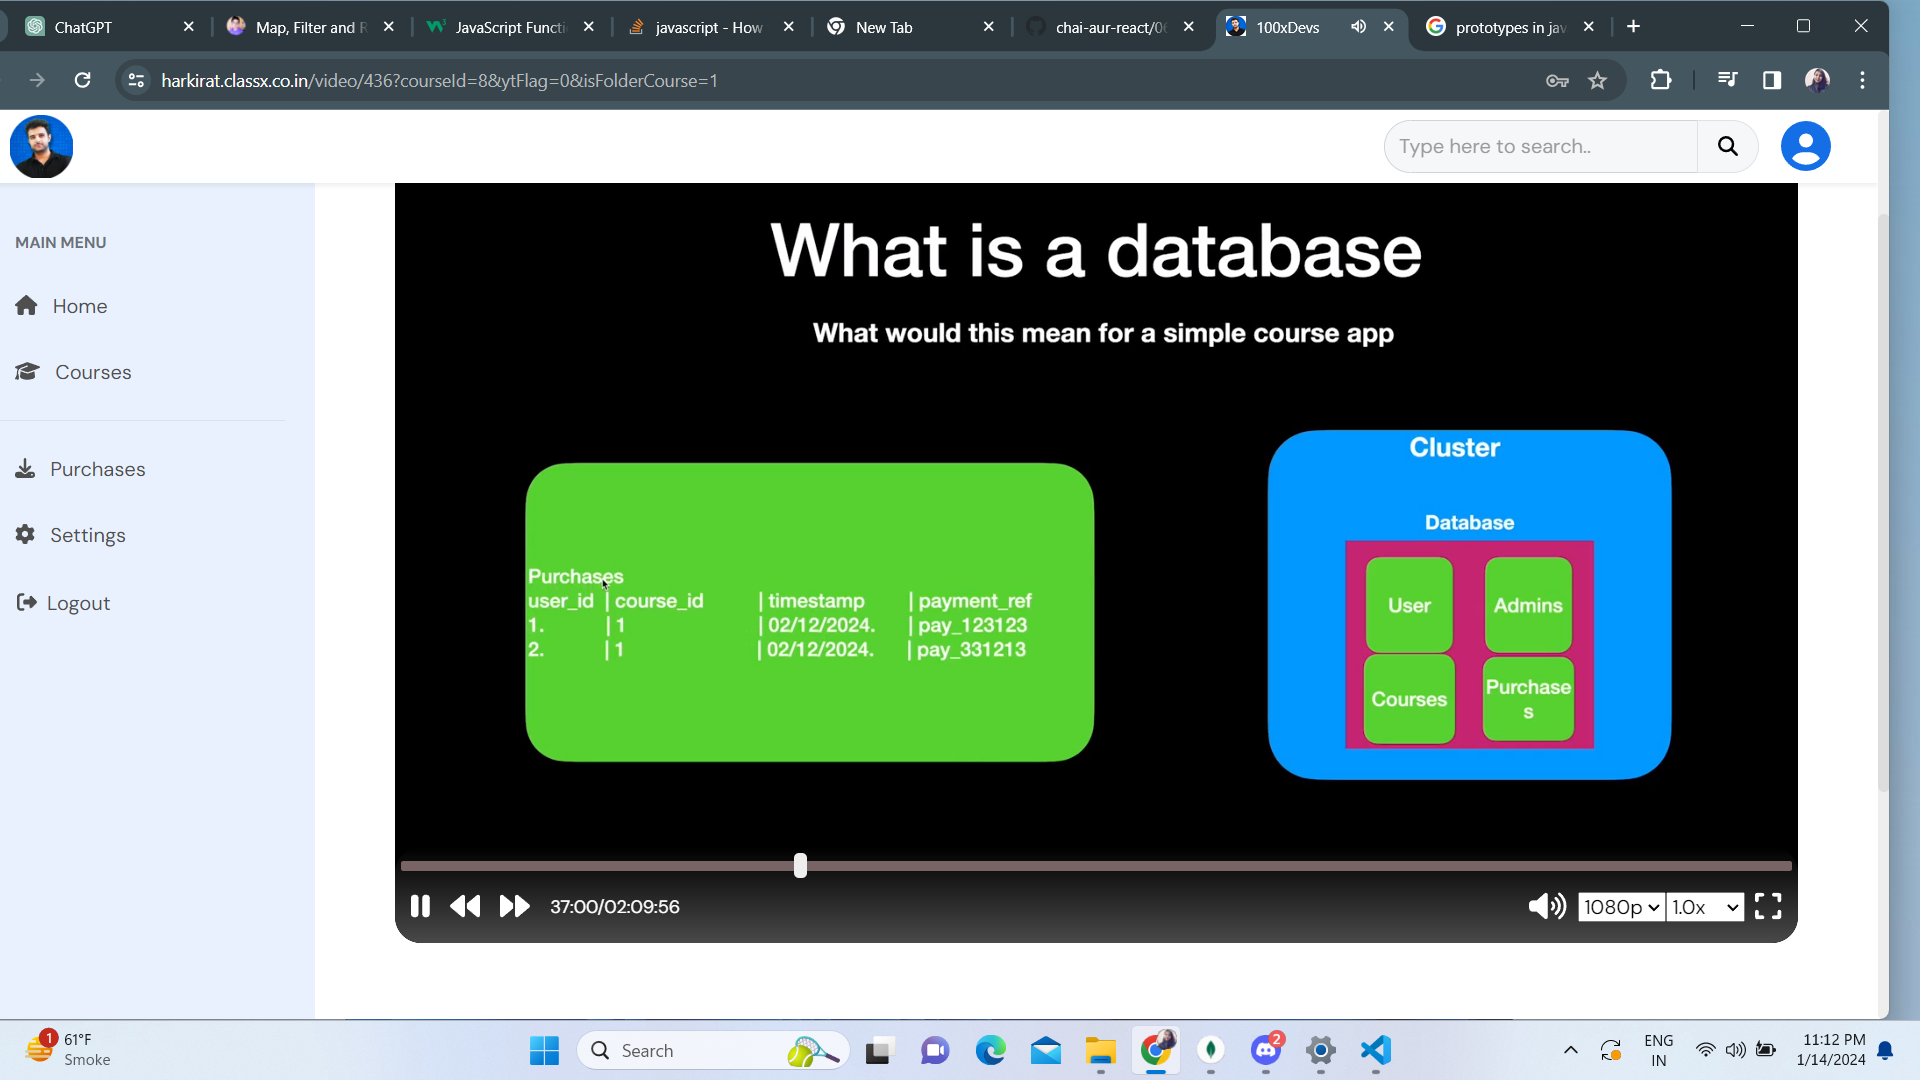 ChatGPT
Map, Filter and R
JavaScript Functi
javascript - How
New Tab
chai-aur-react/06
100xDevs
prototypes in jav
harkirat.classx.co.in/video/436?courseId=8&ytFlag=0&isFolderCourse=1
Type here to search..
MAIN MENU
Home
Courses
Purchases
Settings
Logout
What is a database
What would this mean for a simple course app
Purchases
user_id | course_id | timestamp | payment_ref
1. | 1 | 02/12/2024. | pay_123123
2. | 1 | 02/12/2024. | pay_331213
Cluster
Database
User
Admins
Courses
Purchase
s
37:00/02:09:56
1080p
1.0x
1
61°F
Smoke
Search
2
ENG
IN
11:12 PM
1/14/2024